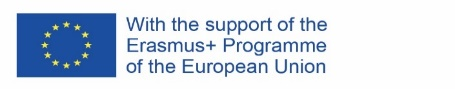 With the support of the
Erasmus+ Programme
of the European Union